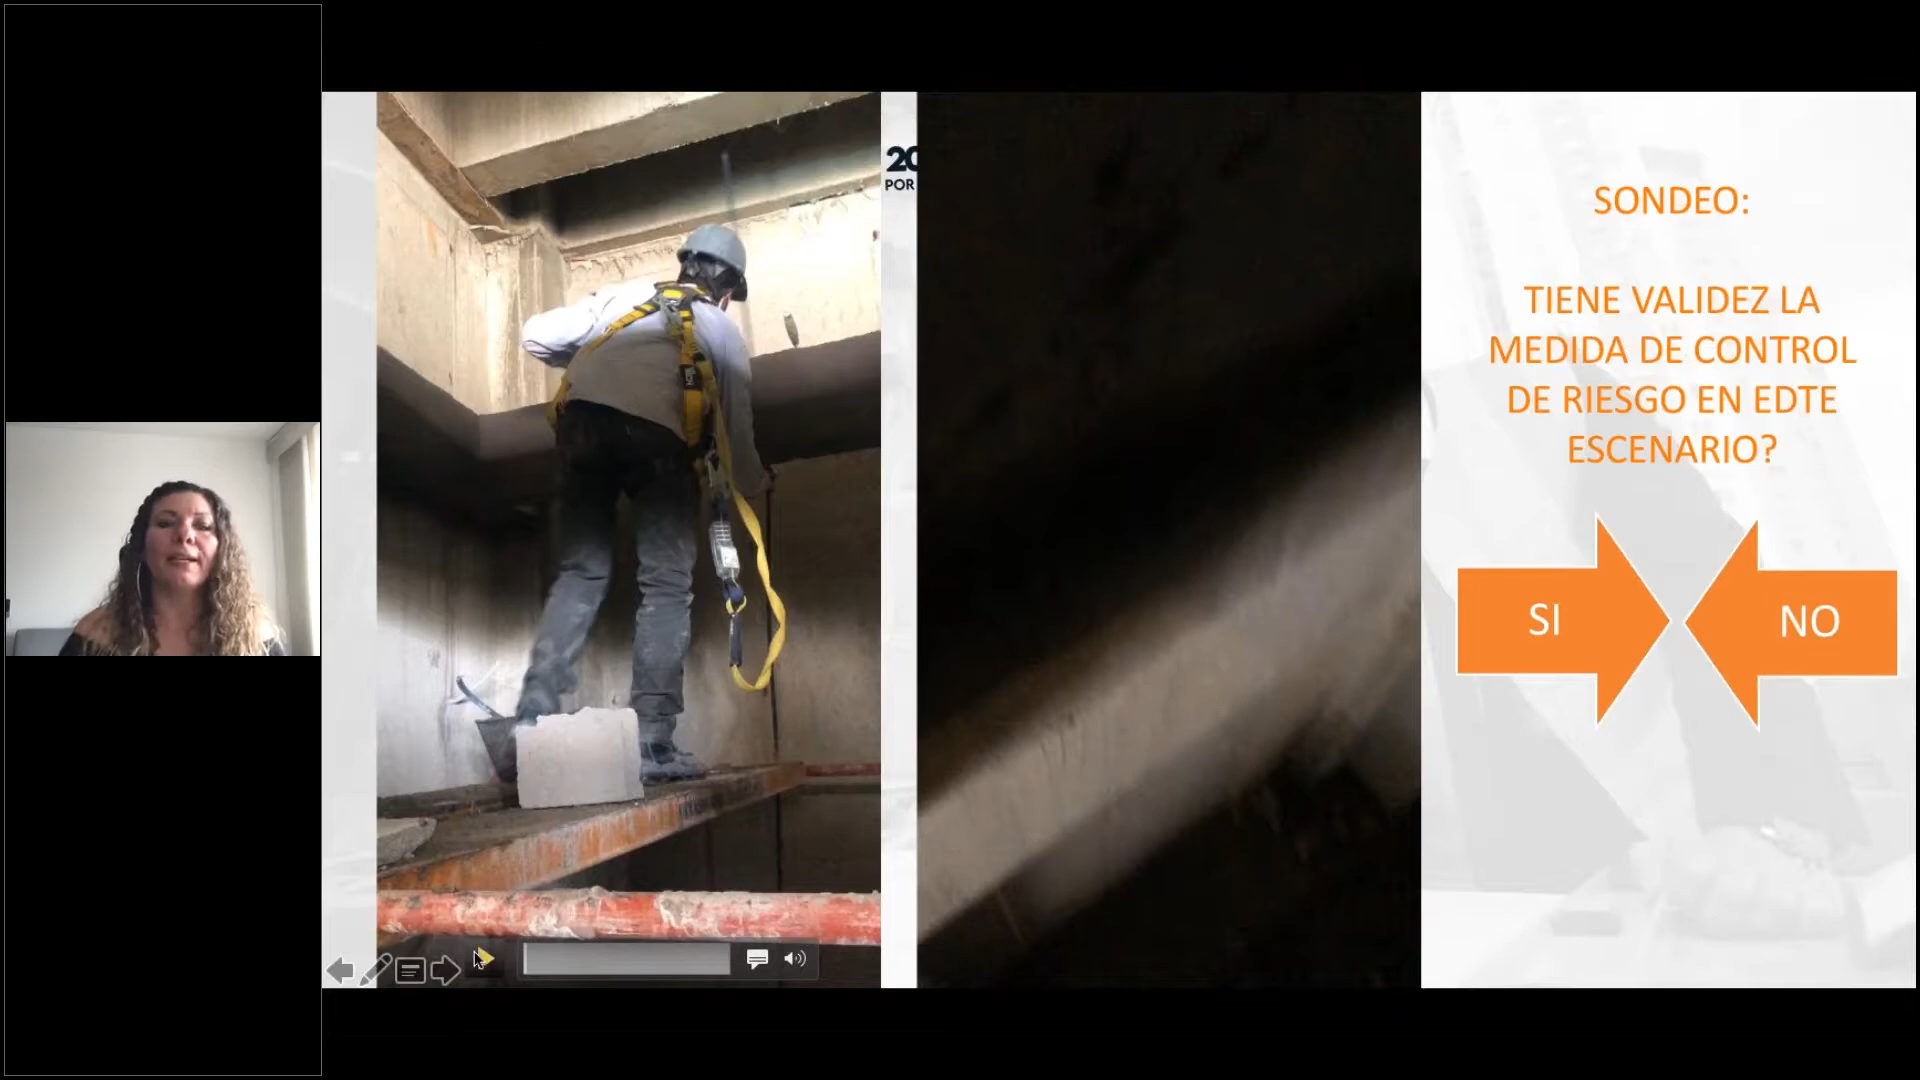 20
POR
SONDEO:
TIENE VALIDEZ LA
MEDIDA DE CONTROL
DE RIESGO EN EDTE
ESCENARIO?
SI
NO